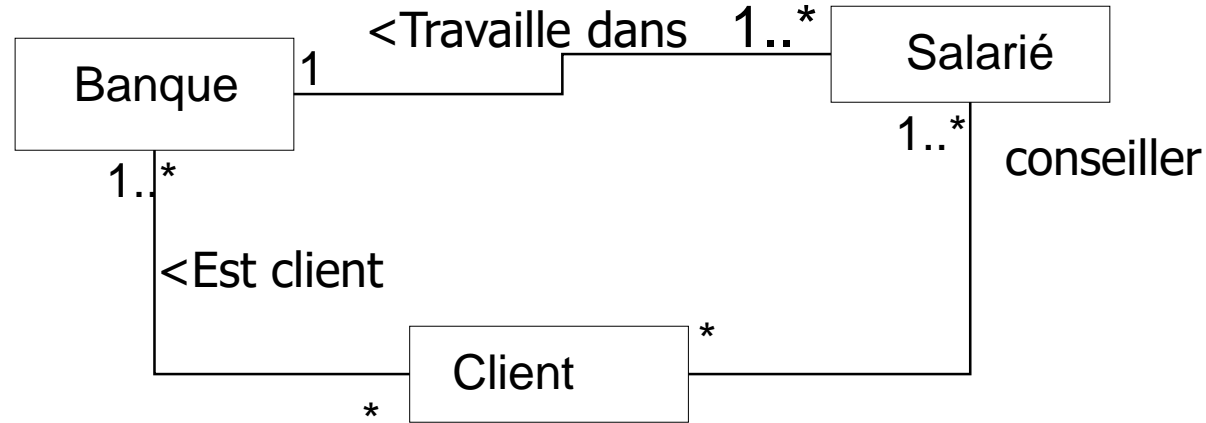 <Travaille dans 1..*
Salarié
Banque
1
1..*
conseiller
1..*
<Est client
*
Client
*